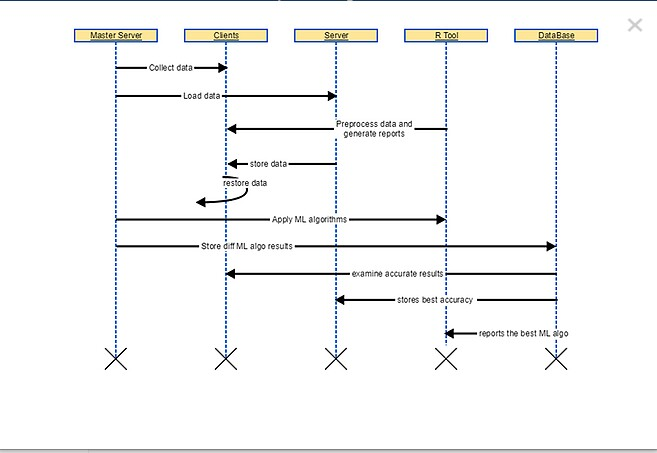 Master Server
Clients
Server
R Tool
DataBase
Collect data
Load data
Preprocess data and
generate reports
store data
restore data
Apply ML algorithms
Store diff ML algo results
examine accurate results
stores best accuracy
reports the best ML algo